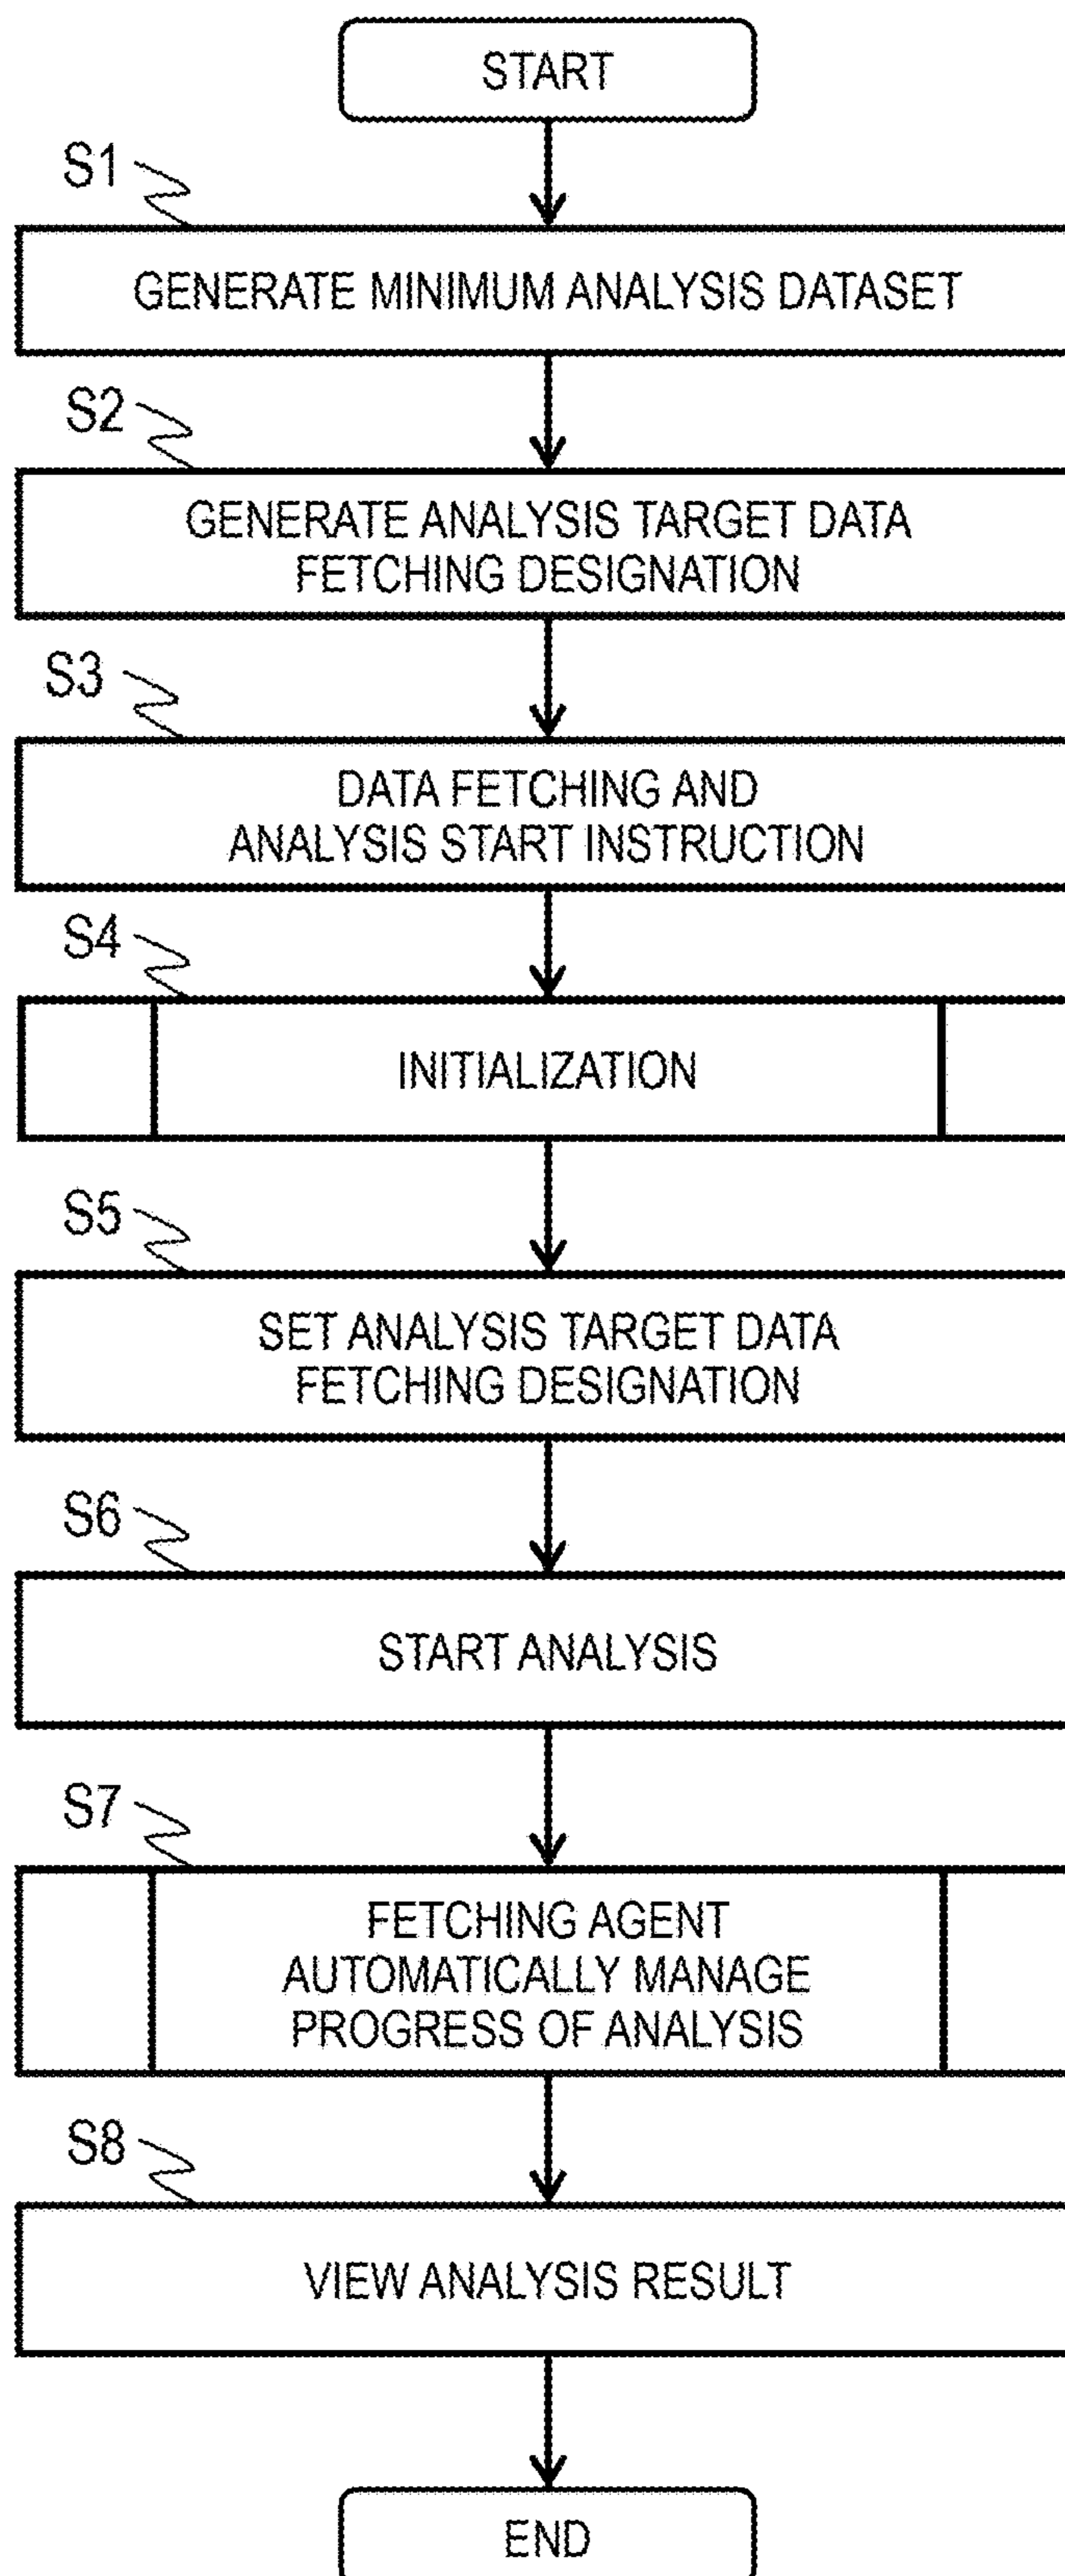 START
S1
GENERATE MINIMUM ANALYSIS DATASET
S2
GENERATE ANALYSIS TARGET DATA
FETCHING DESIGNATION
S3
DATA FETCHING AND
ANALYSIS START INSTRUCTION
S4
INITIALIZATION
S5
SET ANALYSIS TARGET DATA
FETCHING DESIGNATION
S6
START ANALYSIS
S7
FETCHING AGENT
AUTOMATICALLY MANAGE
PROGRESS OF ANALYSIS
S8
VIEW ANALYSIS RESULT
END